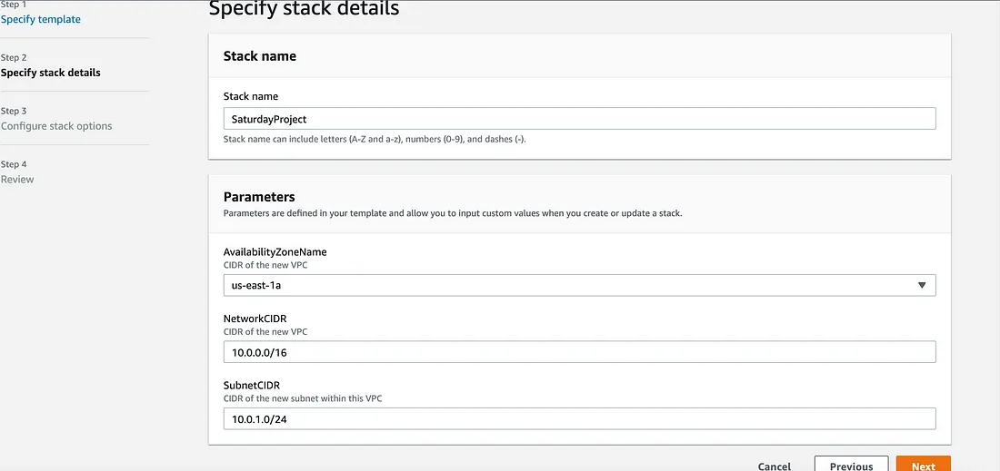 Step 1
Specify template
Step 2
Specify stack details
Step 3
Configure stack options
Step 4
Review
Specify stack details
Stack name
Stack name
SaturdayProject
Stack name can include letters (A-Z and a-z), numbers (0-9), and dashes (-).
Parameters
Parameters are defined in your template and allow you to input custom values when you create or update a stack.
AvailabilityZoneName
CIDR of the new VPC
us-east-1a
NetworkCIDR
CIDR of the new VPC
10.0.0.0/16
SubnetCIDR
CIDR of the new subnet within this VPC
10.0.1.0/24
Cancel Previous Next